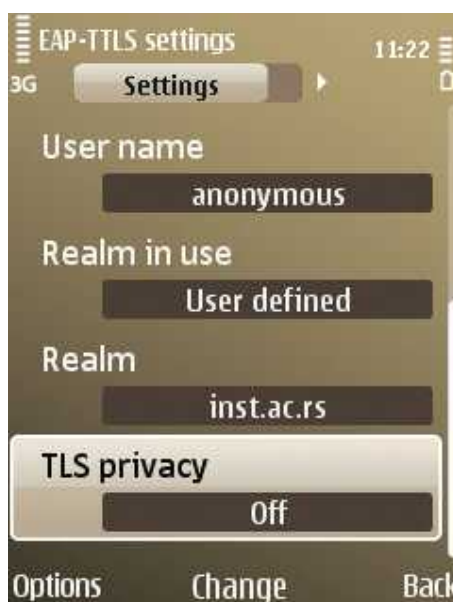 EAP-TTLS settings
11:22
3G
Settings
User name
anonymous
Realm in use
User defined
Realm
inst.ac.rs
TLS privacy
Off
Options Change Back